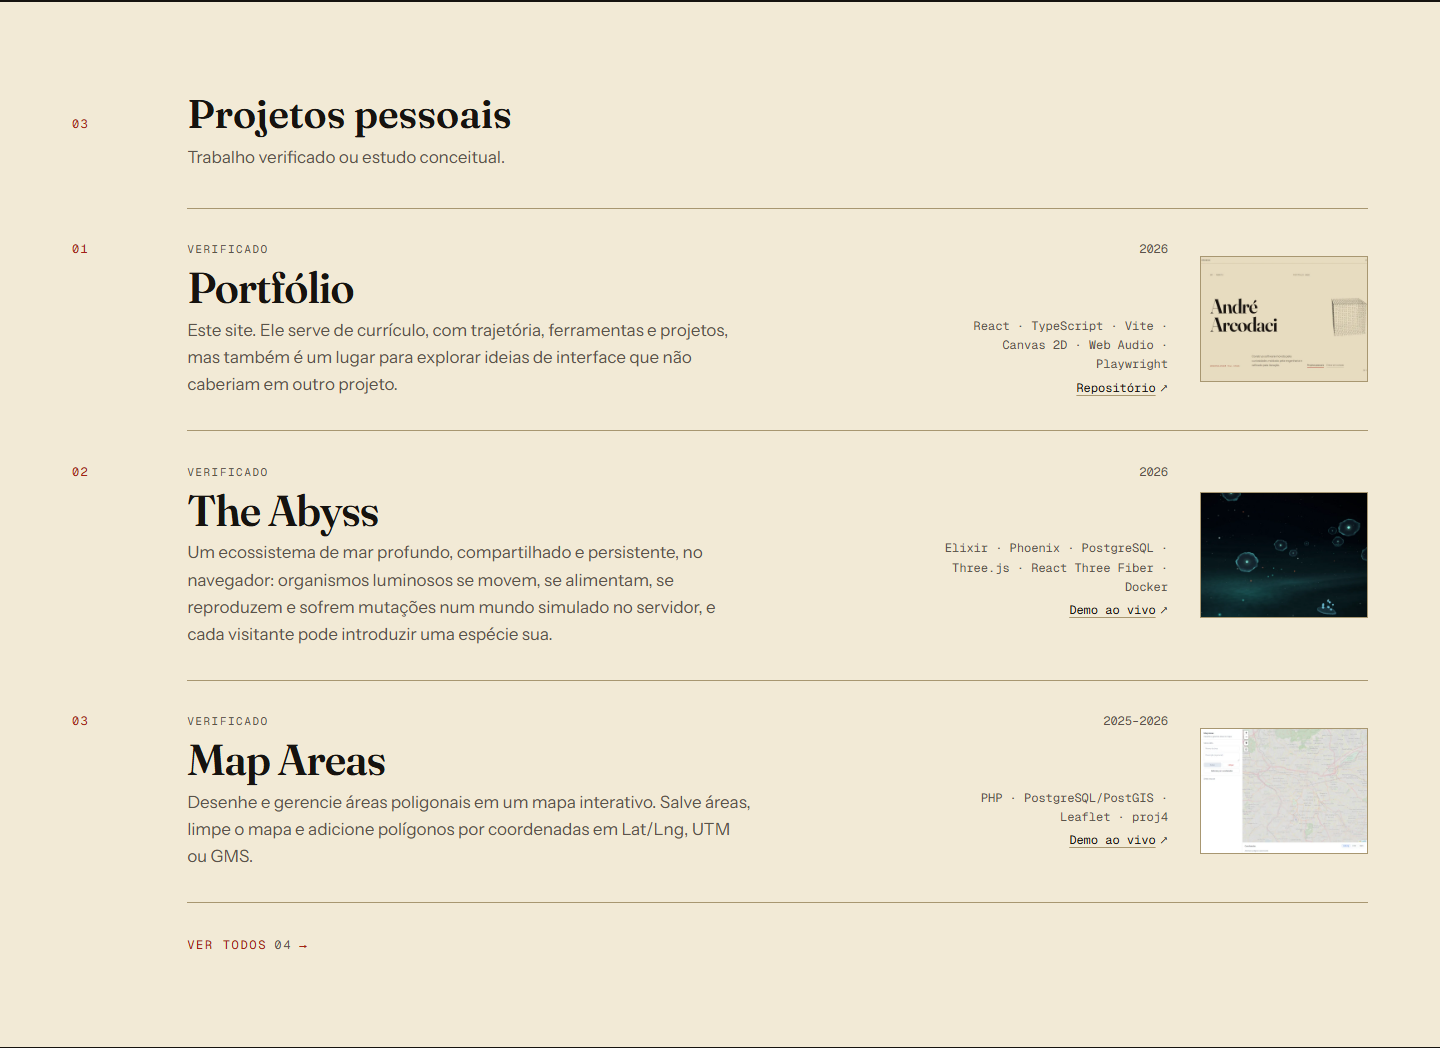 03
Projetos pessoais
Trabalho verificado ou estudo conceitual.
01
VERIFICADO
2026
Portfólio
Este site. Ele serve de currículo, com trajetória, ferramentas e projetos,
mas também é um lugar para explorar ideias de interface que não
caberiam em outro projeto.
React · TypeScript · Vite ·
Canvas 2D · Web Audio ·
Playwright
Repositório ↗
André
Arcodaci
02
VERIFICADO
2026
The Abyss
Um ecossistema de mar profundo, compartilhado e persistente, no
navegador: organismos luminosos se movem, se alimentam, se
reproduzem e sofrem mutações num mundo simulado no servidor, e
cada visitante pode introduzir uma espécie sua.
Elixir · Phoenix · PostgreSQL ·
Three.js · React Three Fiber ·
Docker
Demo ao vivo ↗
03
VERIFICADO
2025–2026
Map Areas
Desenhe e gerencie áreas poligonais em um mapa interativo. Salve áreas,
limpe o mapa e adicione polígonos por coordenadas em Lat/Lng, UTM
ou GMS.
PHP · PostgreSQL/PostGIS ·
Leaflet · proj4
Demo ao vivo ↗
VER TODOS 04 →